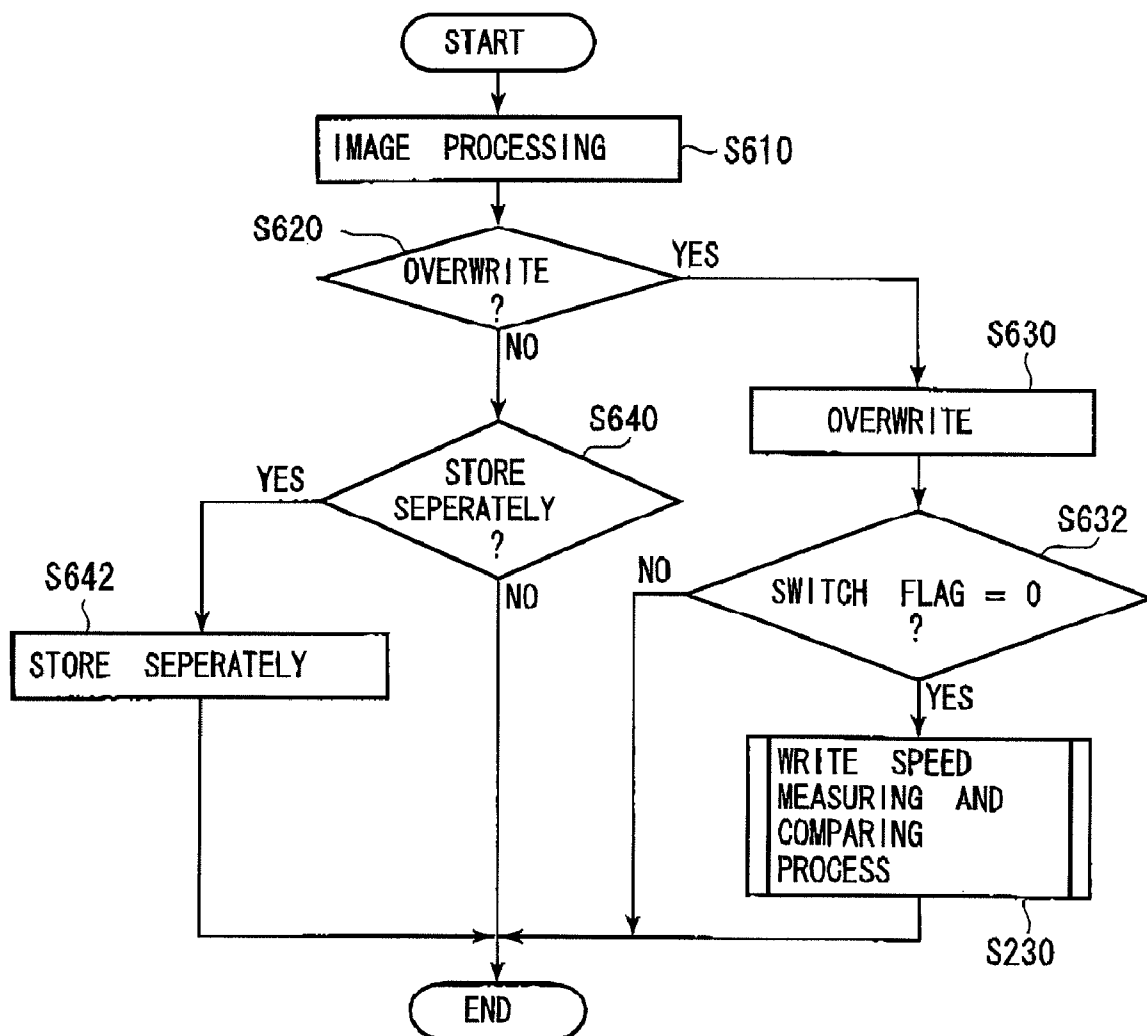 START
IMAGE PROCESSING
S610
S620
OVERWRITE
?
YES
NO
S630
OVERWRITE
S640
STORE
SEPERATELY
?
YES
NO
S632
SWITCH FLAG = 0
?
NO
YES
S642
STORE SEPERATELY
WRITE SPEED
MEASURING AND
COMPARING
PROCESS
S230
END